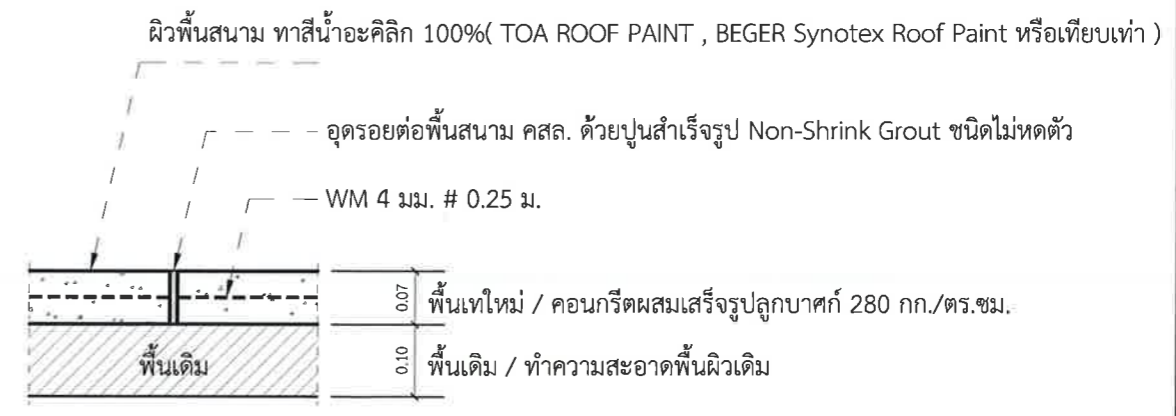 ผิวพื้นสนาม ทาสีน้ำอะคิลิก 100%( TOA ROOF PAINT , BEGER Synotex Roof Paint หรือเทียบเท่า )
อุดรอยต่อพื้นสนาม คสล. ด้วยปูนสำเร็จรูป Non-Shrink Grout ชนิดไม่หดตัว
WM 4 มม. # 0.25 ม.
0.07 พื้นเทใหม่ / คอนกรีตผสมเสร็จรูปลูกบาศก์ 280 กก./ตร.ซม.
พื้นเดิม 0.10 พื้นเดิม / ทำความสะอาดพื้นผิวเดิม